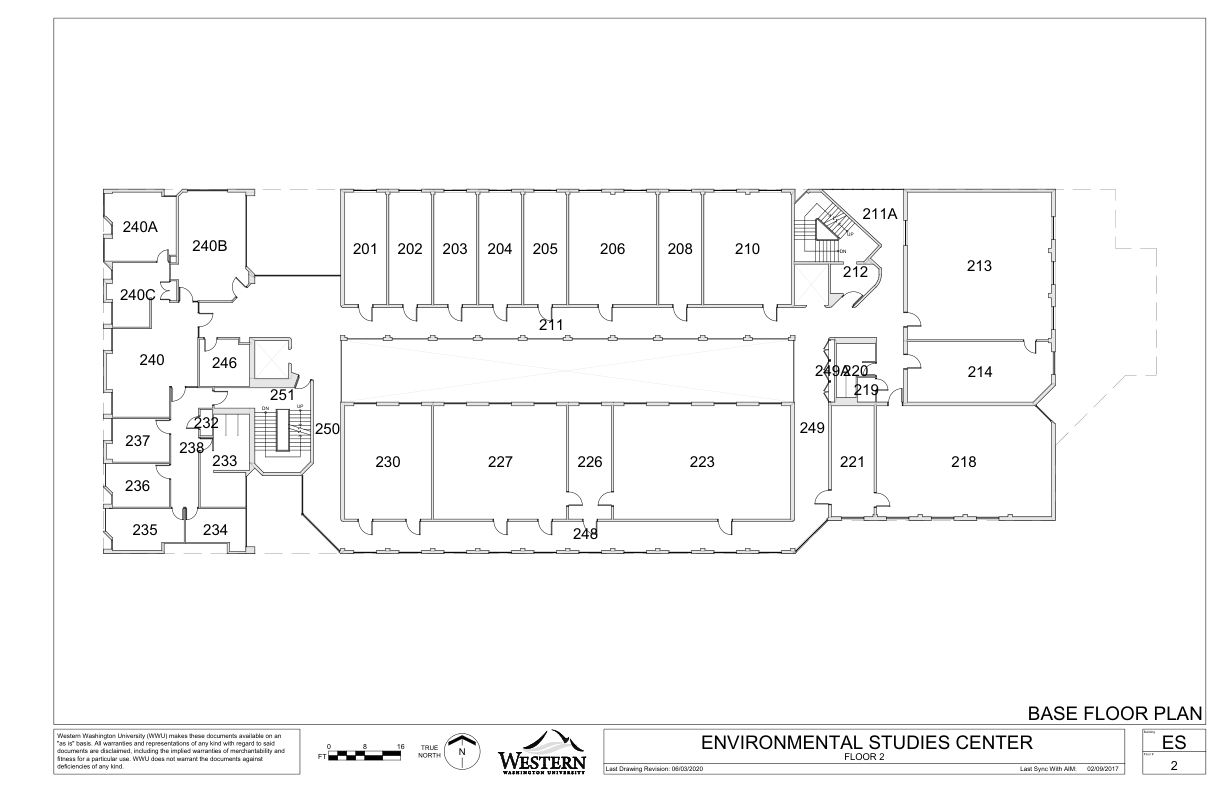 240A
240B
211A
201
202
203
204
205
206
208
210
213
UP
DN
212
240C
211
240
246
249A
220
214
219
251
DN
UP
232
250
249
237
238
233
230
227
226
223
221
218
236
235
234
248
BASE FLOOR PLAN
Western Washington University (WWU) makes these documents available on an
"as is" basis. All warranties and representations of any kind with regard to said
documents are disclaimed, including the implied warranties of merchantability and
fitness for a particular use. WWU does not warrant the documents against
deficiencies of any kind.
0 8 16
FT
TRUE
NORTH
N
WESTERN
WASHINGTON UNIVERSITY
ENVIRONMENTAL STUDIES CENTER
FLOOR 2
Last Drawing Revision: 06/03/2020
Last Sync With AIM: 02/09/2017
Building
ES
2